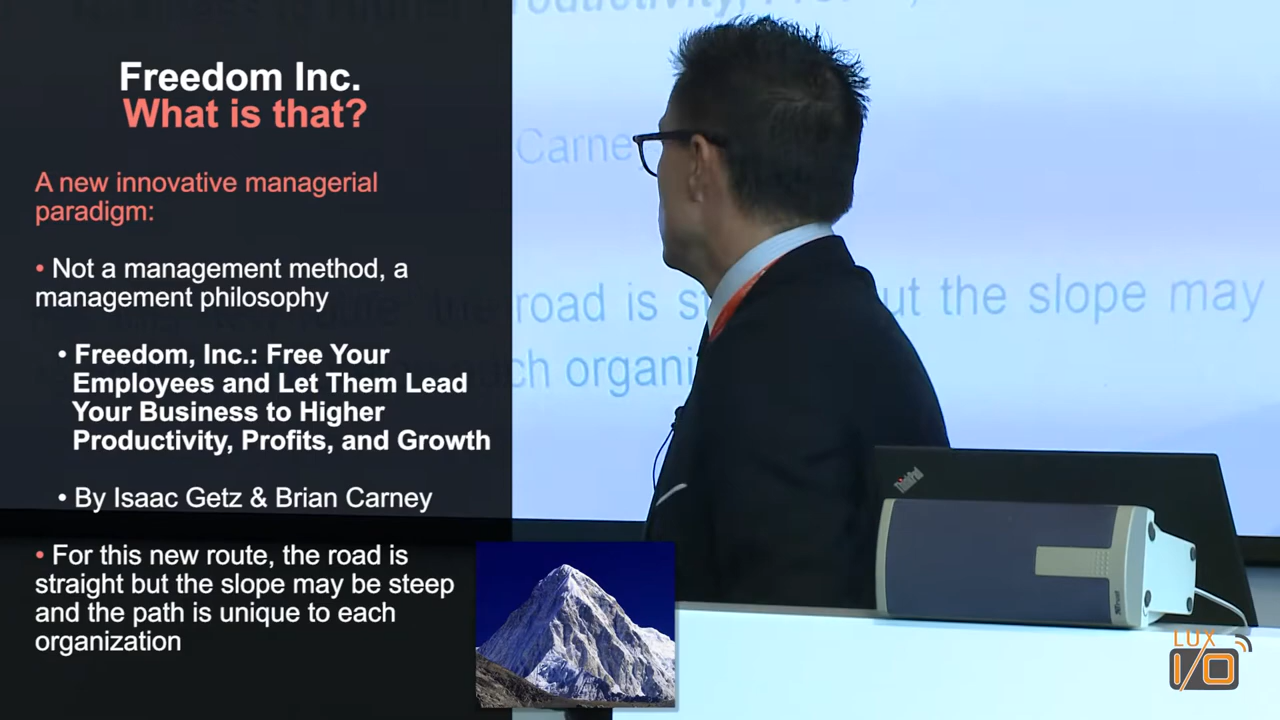 Freedom Inc.
What is that?
A new innovative managerial
paradigm:
• Not a management method, a
management philosophy
• Freedom, Inc.: Free Your
Employees and Let Them Lead
Your Business to Higher
Productivity, Profits, and Growth
• By Isaac Getz & Brian Carney
• For this new route, the road is
straight but the slope may be steep
and the path is unique to each
organization
Carne
road is
but the slope may
organi
ThinkPad
Trust
LUX
I/O